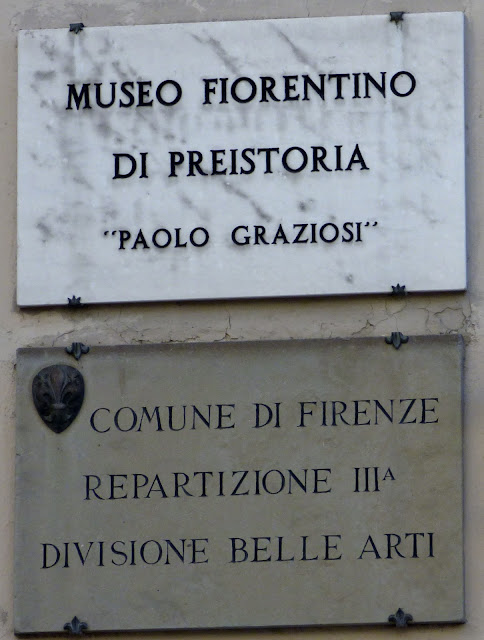 MUSEO FIORENTINO
DI PREISTORIA
"PAOLO GRAZIOSI"
COMUNE DI FIRENZE
REPARTIZIONE IIIA
DIVISIONE BELLE ARTI